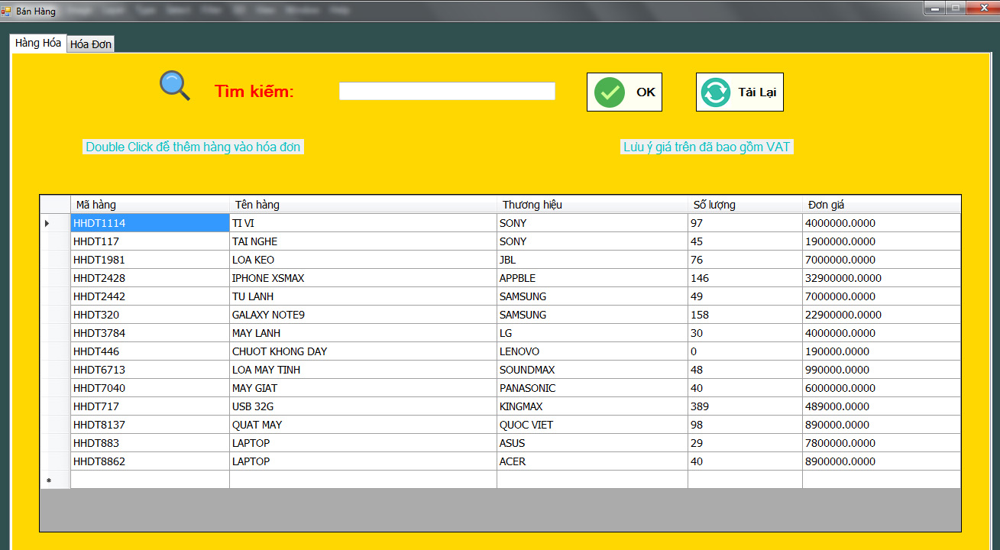 Bán Hàng
Hàng Hóa Hóa Đơn
Tìm kiếm: OK Tải Lại
Double Click để thêm hàng vào hóa đơn Lưu ý giá trên đã bao gồm VAT
Mã hàng Tên hàng Thương hiệu Số lượng Đơn giá
HHDT1114 TI VI SONY 97 4000000.0000
HHDT117 TAI NGHE SONY 45 1900000.0000
HHDT1981 LOA KEO JBL 76 7000000.0000
HHDT2428 IPHONE XSMAX APPBLE 146 32900000.0000
HHDT2442 TU LANH SAMSUNG 49 7000000.0000
HHDT320 GALAXY NOTE9 SAMSUNG 158 22900000.0000
HHDT3784 MAY LANH LG 30 4000000.0000
HHDT446 CHUOT KHONG DAY LENOVO 0 190000.0000
HHDT6713 LOA MAY TINH SOUNDMAX 48 990000.0000
HHDT7040 MAY GIAT PANASONIC 40 6000000.0000
HHDT717 USB 32G KINGMAX 389 489000.0000
HHDT8137 QUAT MAY QUOC VIET 98 890000.0000
HHDT883 LAPTOP ASUS 29 7800000.0000
HHDT8862 LAPTOP ACER 40 8900000.0000